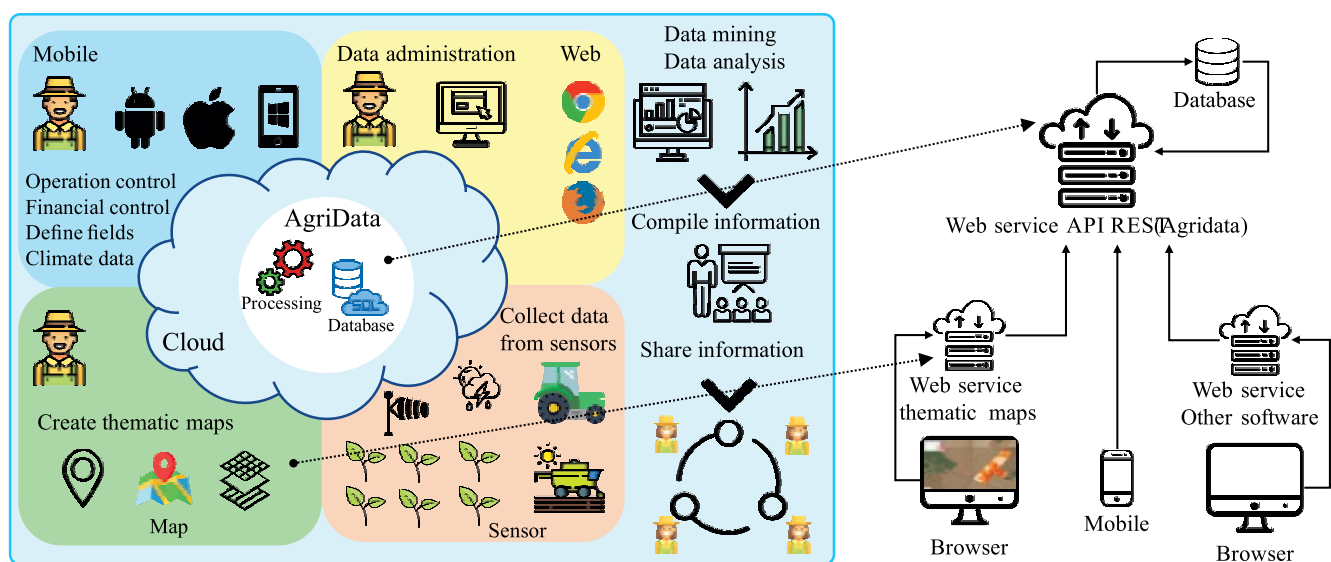 Mobile
Operation control
Financial control
Define fields
Climate data
Data administration
Web
Data mining
Data analysis
Compile information
Share information
AgriData
Processing
SQL
Database
Cloud
Create thematic maps
Map
Collect data
from sensors
Sensor
Database
Web service API REST(Agridata)
Web service
thematic maps
Browser
Mobile
Web service
Other software
Browser